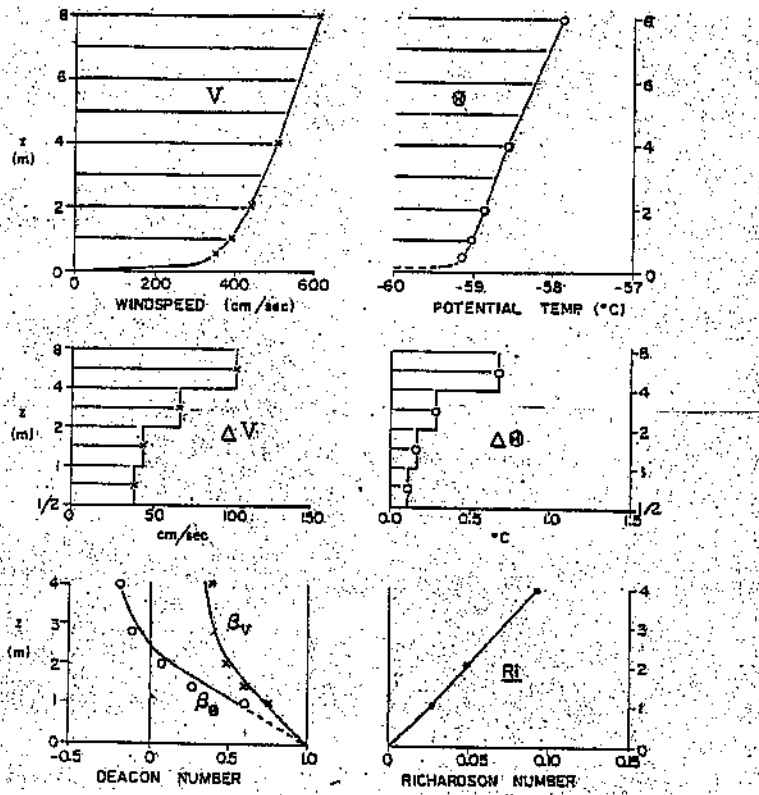 8
6
4
2
0
z
(m)
V
0
200
400
600
WINDSPEED (cm/sec)
Θ
8
6
4
2
0
-60
-59
-58
-57
POTENTIAL TEMP. (°C)
8
4
2
1
1/2
z
(m)
ΔV
0
50
100
150
cm/sec
ΔΘ
8
4
2
1
1/2
0.0
0.5
1.0
1.5
°C
4
3
2
1
0
z
(m)
βV
βθ
-0.5
0
0.5
1.0
DEACON NUMBER
Ri
4
3
2
1
0
0
0.05
0.10
0.15
RICHARDSON NUMBER